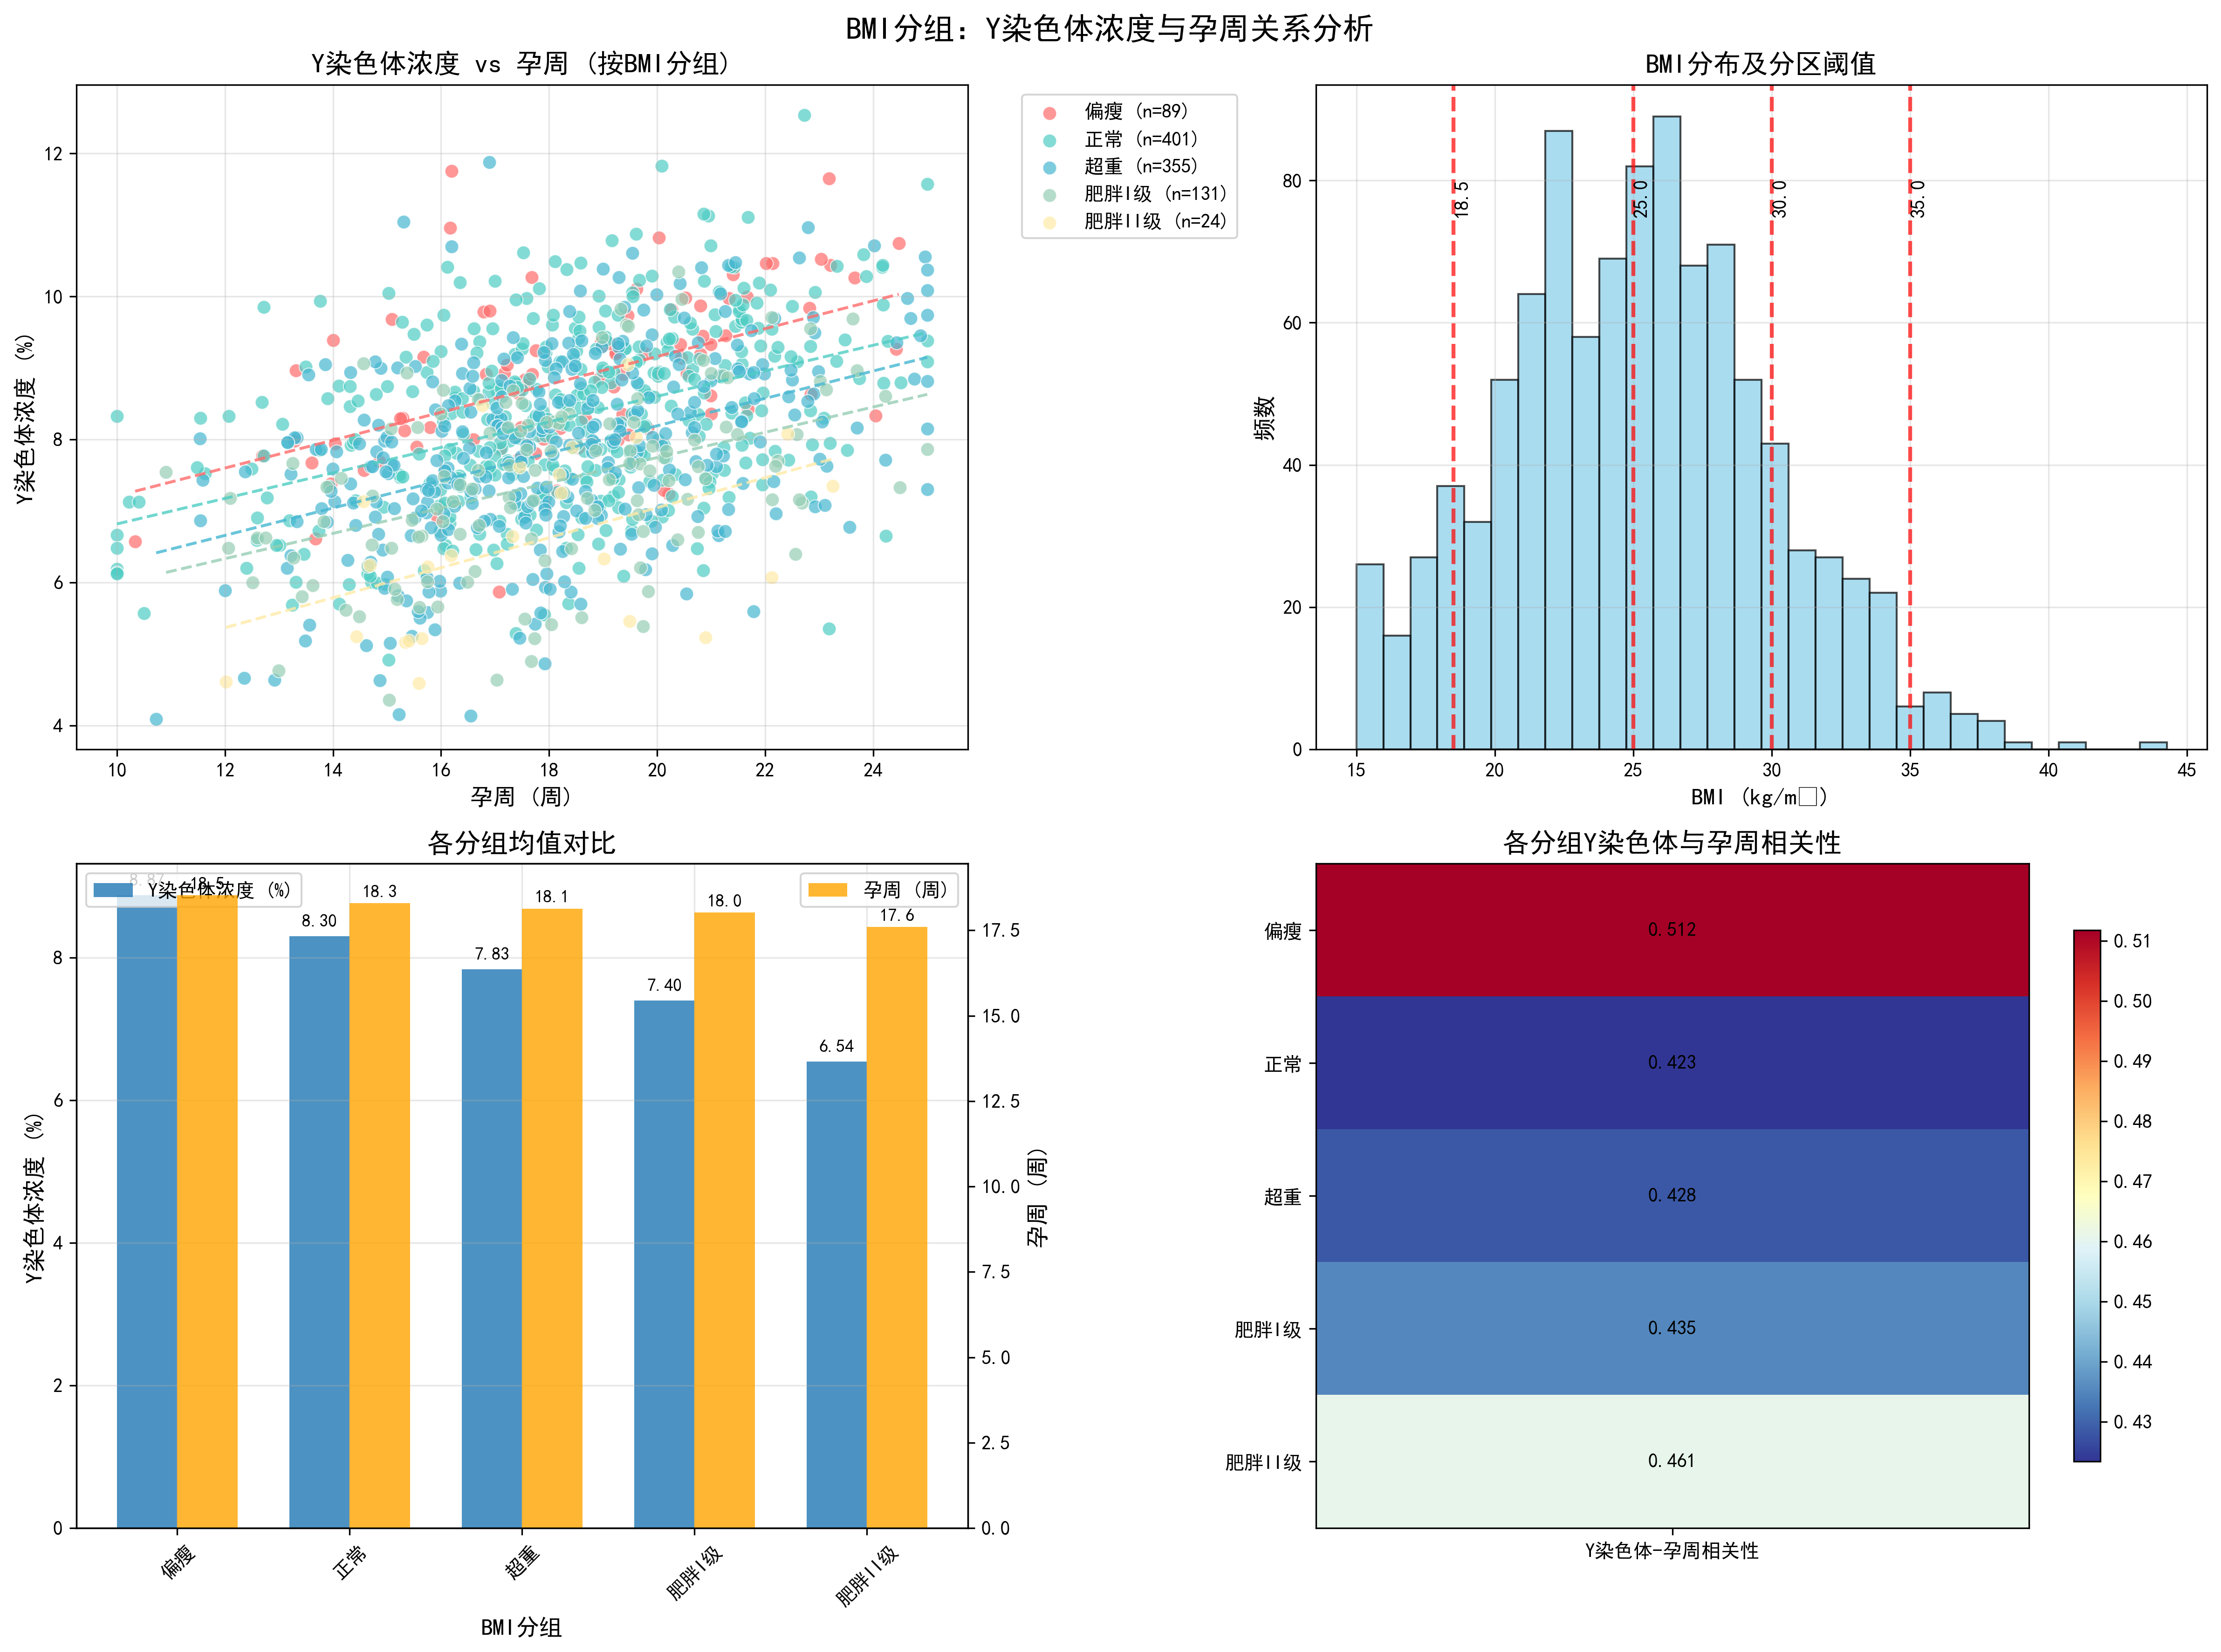 BMI分组: Y染色体浓度与孕周关系分析
Y染色体浓度 vs 孕周 (按BMI分组)
12
10
8
6
4
Y染色体浓度 (%)
10 12 14 16 18 20 22 24
孕周 (周)
偏瘦 (n=89)
正常 (n=401)
超重 (n=355)
肥胖I级 (n=131)
肥胖II级 (n=24)
BMI分布及分区阈值
80
60
40
20
0
频数
18.5
25.0
30.0
35.0
15 20 25 30 35 40 45
BMI (kg/m□)
各分组均值对比
Y染色体浓度 (%)
孕周 (周)
8.87 18.5
8.30 18.3
7.83 18.1
7.40 18.0
6.54 17.6
8
6
4
2
0
Y染色体浓度 (%)
17.5
15.0
12.5
10.0
7.5
5.0
2.5
0.0
孕周 (周)
偏瘦 正常 超重 肥胖I级 肥胖II级
BMI分组
各分组Y染色体与孕周相关性
偏瘦 0.512
正常 0.423
超重 0.428
肥胖I级 0.435
肥胖II级 0.461
Y染色体-孕周相关性
0.51
0.50
0.49
0.48
0.47
0.46
0.45
0.44
0.43